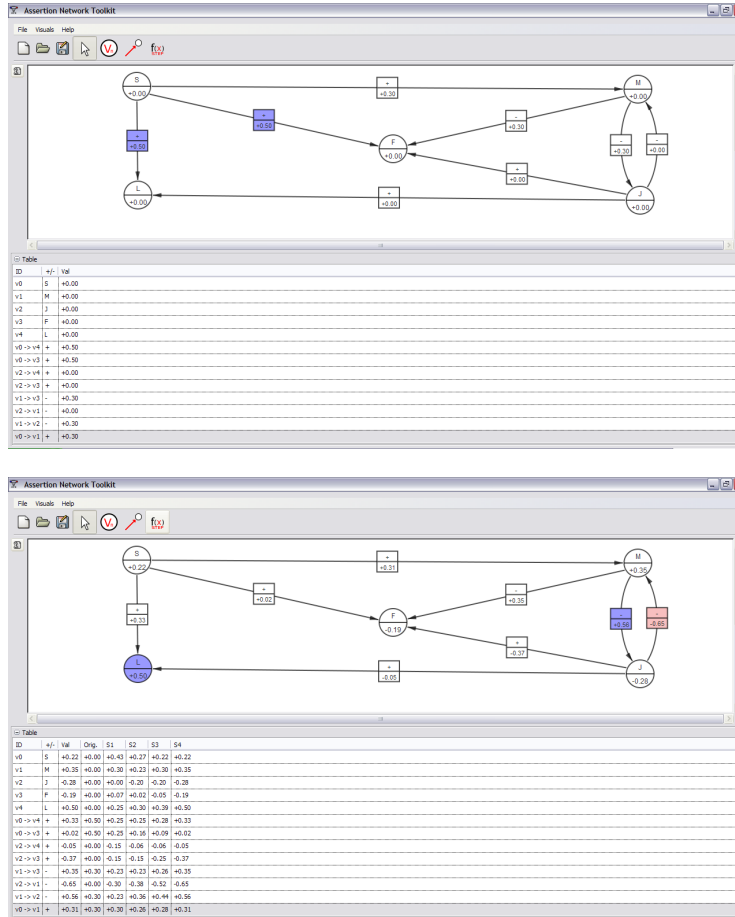 Assertion Network Toolkit
File Visuals Help
f(x)
STEP
S
+0.00
+
+0.30
M
+0.00
+
+0.50
+
+0.50
-
+0.30
F
+0.00
-
+0.30
-
+0.00
+
+0.00
L
+0.00
+
+0.00
J
+0.00
Table
ID +/- Val
v0 S +0.00
v1 M +0.00
v2 J +0.00
v3 F +0.00
v4 L +0.00
v0 -> v4 + +0.50
v0 -> v3 + +0.50
v2 -> v4 + +0.00
v2 -> v3 + +0.00
v1 -> v3 - +0.30
v2 -> v1 - +0.00
v1 -> v2 - +0.30
v0 -> v1 + +0.30
Assertion Network Toolkit
File Visuals Help
f(x)
STEP
S
+0.22
+
+0.31
M
+0.35
+
+0.02
-
+0.35
+
+0.33
F
-0.19
-
+0.56
-
-0.65
+
-0.37
L
+0.50
+
-0.05
J
-0.28
Table
ID +/- Val Orig. S1 S2 S3 S4
v0 S +0.22 +0.00 +0.43 +0.27 +0.22 +0.22
v1 M +0.35 +0.00 +0.30 +0.23 +0.30 +0.35
v2 J -0.28 +0.00 +0.00 -0.20 -0.20 -0.28
v3 F -0.19 +0.00 +0.07 +0.02 -0.05 -0.19
v4 L +0.50 +0.00 +0.25 +0.30 +0.39 +0.50
v0 -> v4 + +0.33 +0.50 +0.25 +0.25 +0.28 +0.33
v0 -> v3 + +0.02 +0.50 +0.25 +0.16 +0.09 +0.02
v2 -> v4 + -0.05 +0.00 -0.15 -0.06 -0.06 -0.05
v2 -> v3 + -0.37 +0.00 -0.15 -0.15 -0.25 -0.37
v1 -> v3 - +0.35 +0.30 +0.23 +0.23 +0.26 +0.35
v2 -> v1 - -0.65 +0.00 -0.30 -0.38 -0.52 -0.65
v1 -> v2 - +0.56 +0.30 +0.23 +0.36 +0.44 +0.56
v0 -> v1 + +0.31 +0.30 +0.30 +0.26 +0.28 +0.31